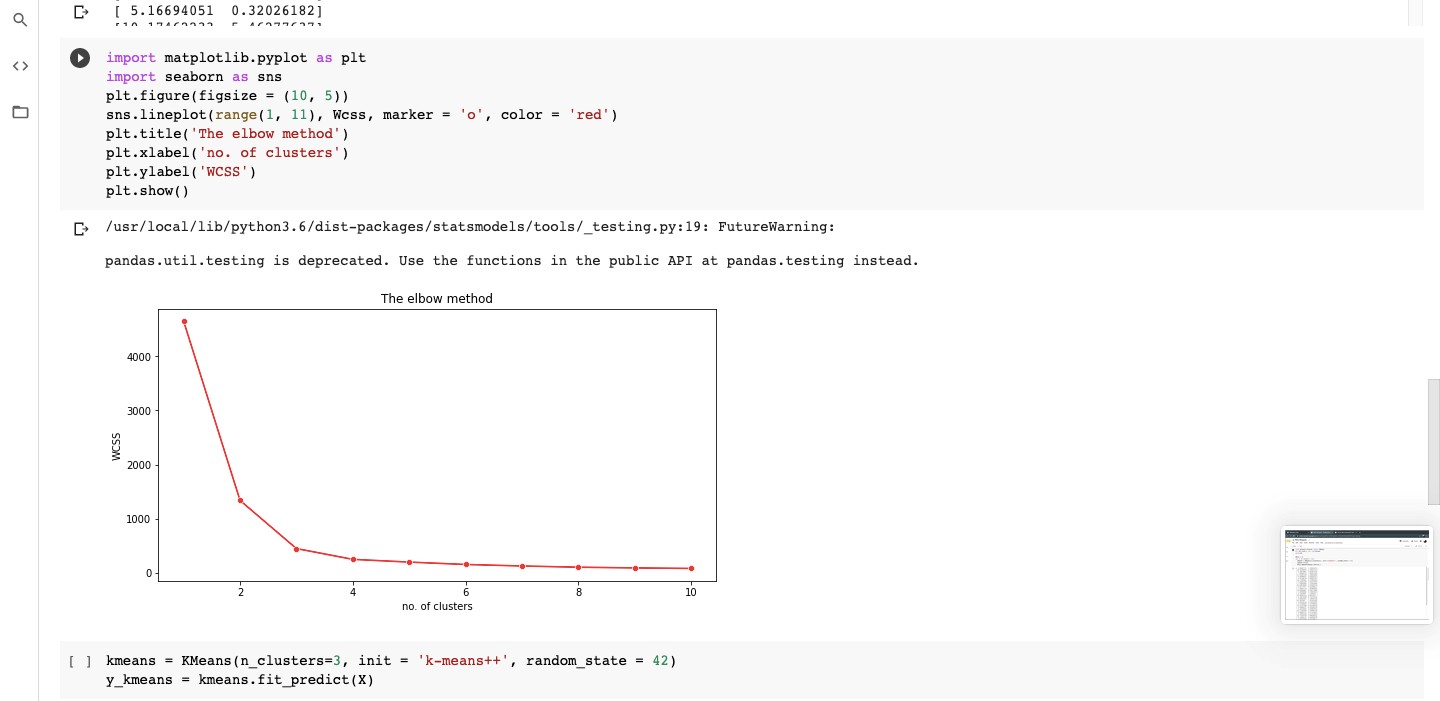 [ 5.16694051  0.32026182]
import matplotlib.pyplot as plt
import seaborn as sns
plt.figure(figsize = (10, 5))
sns.lineplot(range(1, 11), Wcss, marker = 'o', color = 'red')
plt.title('The elbow method')
plt.xlabel('no. of clusters')
plt.ylabel('WCSS')
plt.show()
/usr/local/lib/python3.6/dist-packages/statsmodels/tools/_testing.py:19: FutureWarning:
pandas.util.testing is deprecated. Use the functions in the public API at pandas.testing instead.
The elbow method
4000
3000
2000
1000
0
WCSS
2 4 6 8 10
no. of clusters
[ ] kmeans = KMeans(n_clusters=3, init = 'k-means++', random_state = 42)
y_kmeans = kmeans.fit_predict(X)